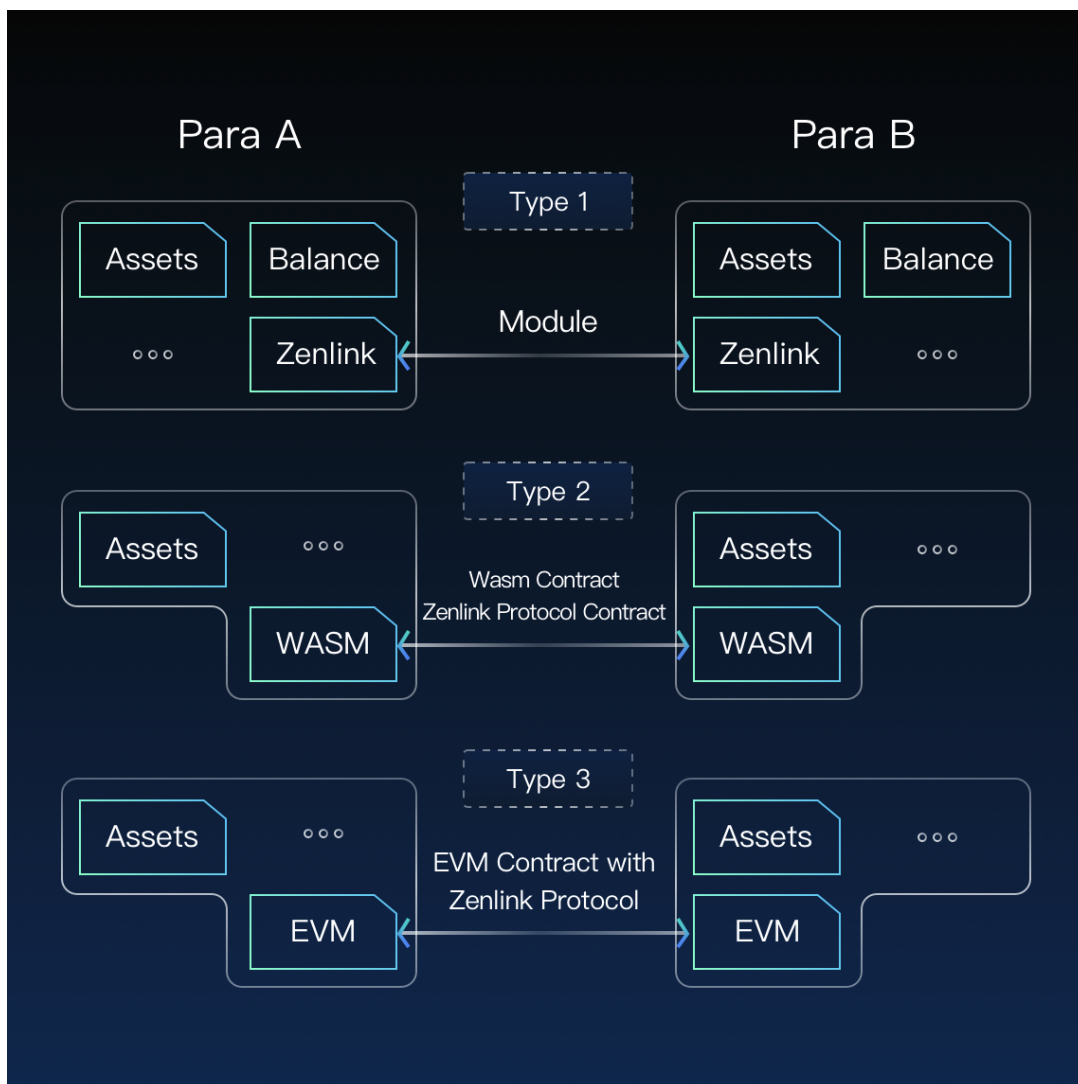 Para A
Para B
Type 1
Assets
Balance
Assets
Balance
Module
Zenlink
Zenlink
Type 2
Assets
Assets
Wasm Contract
Zenlink Protocol Contract
WASM
WASM
Type 3
Assets
Assets
EVM Contract with
Zenlink Protocol
EVM
EVM